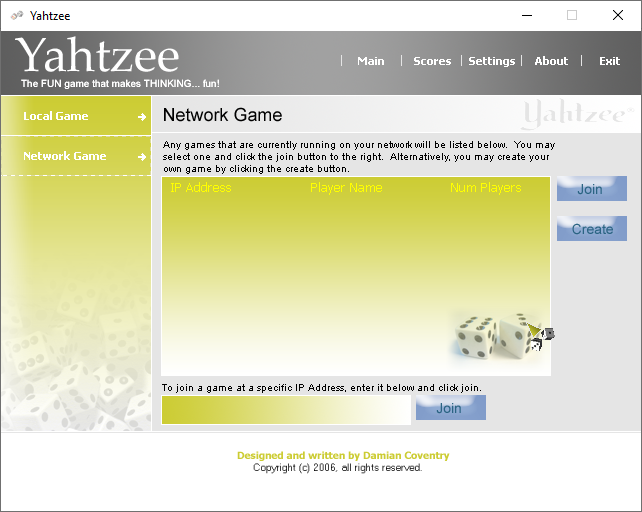 Yahtzee
Yahtzee
The FUN game that makes THINKING... fun!
Main
Scores
Settings
About
Exit
Local Game
Network Game
Network Game
Yahtzee®
Any games that are currently running on your network will be listed below. You may
select one and click the join button to the right. Alternatively, you may create your
own game by clicking the create button.
IP Address
Player Name
Num Players
Join
Create
To join a game at a specific IP Address, enter it below and click join.
Join
Designed and written by Damian Coventry
Copyright (c) 2006, all rights reserved.